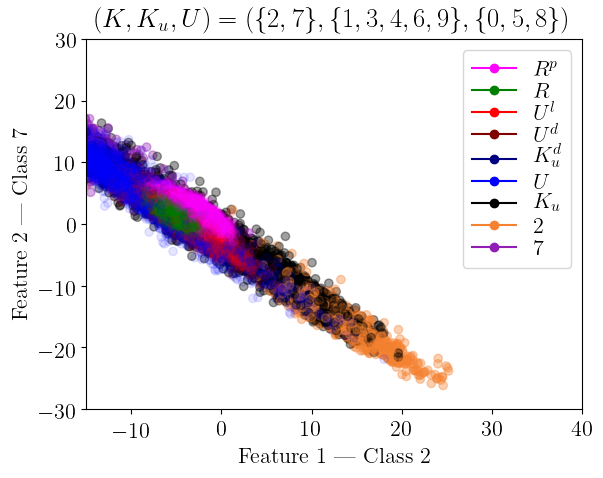 (K, K_u, U) = ({2, 7}, {1, 3, 4, 6, 9}, {0, 5, 8})
30
20
10
0
−10
−20
−30
−10
0
10
20
30
40
Feature 2 — Class 7
Feature 1 — Class 2
R^p
R
U^l
U^d
K_u^d
U
K_u
2
7